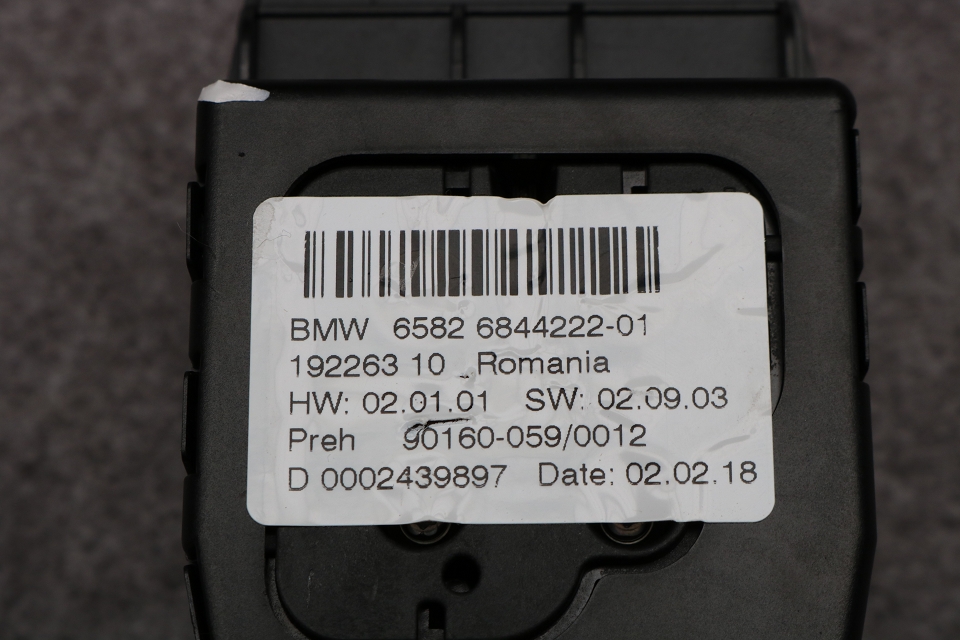 BMW 6582 6844222-01
192263 10 Romania
HW: 02.01.01 SW: 02.09.03
Preh 90160-059/0012
D 0002439897 Date: 02.02.18